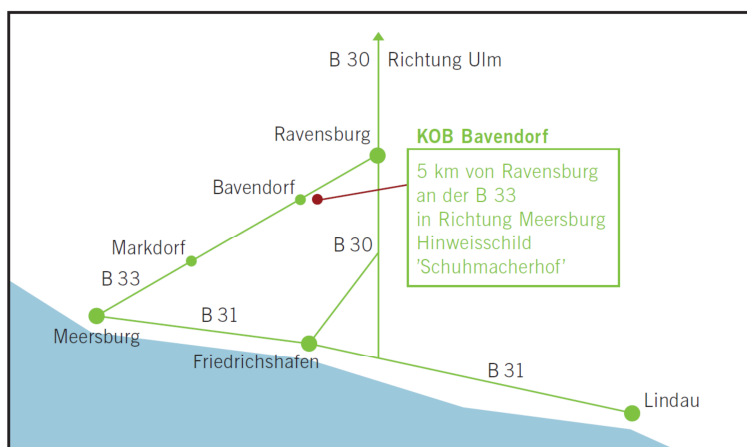 B 30 Richtung Ulm
Ravensburg
KOB Bavendorf
5 km von Ravensburg
an der B 33
in Richtung Meersburg
Hinweisschild
'Schuhmacherhof'
Bavendorf
Markdorf
B 30
B 33
B 31
Meersburg
Friedrichshafen
B 31
Lindau